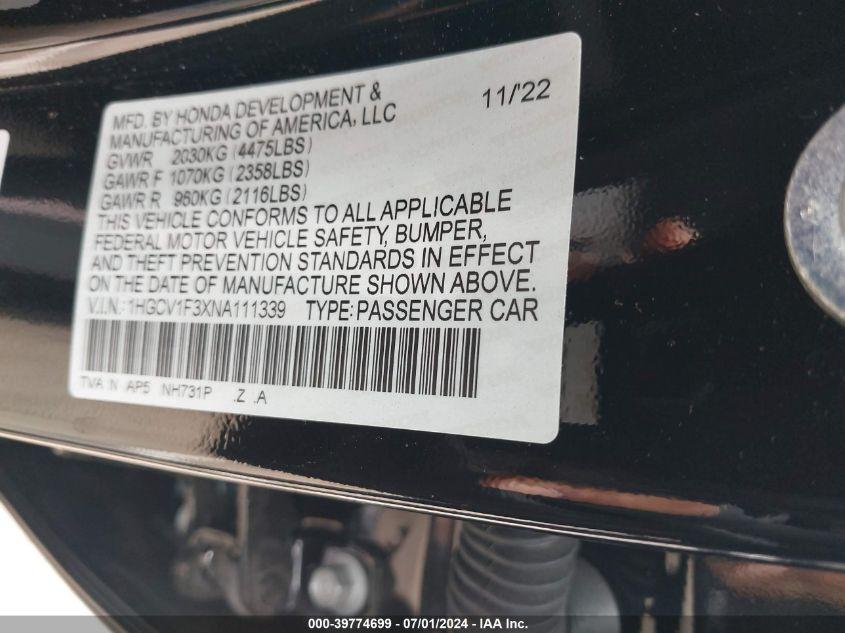 MFD. BY HONDA DEVELOPMENT & 11/'22
MANUFACTURING OF AMERICA, LLC
GVWR 2030KG (4475LBS)
GAWR F 1070KG (2358LBS)
GAWR R 960KG (2116LBS)
THIS VEHICLE CONFORMS TO ALL APPLICABLE
FEDERAL MOTOR VEHICLE SAFETY, BUMPER,
AND THEFT PREVENTION STANDARDS IN EFFECT
ON THE DATE OF MANUFACTURE SHOWN ABOVE.
V.I.N.: 1HGCV1F3XNA111339 TYPE: PASSENGER CAR
TVA N AP5 NH731P .Z .A
000-39774699 / 07/01/2024 - IAA Inc.